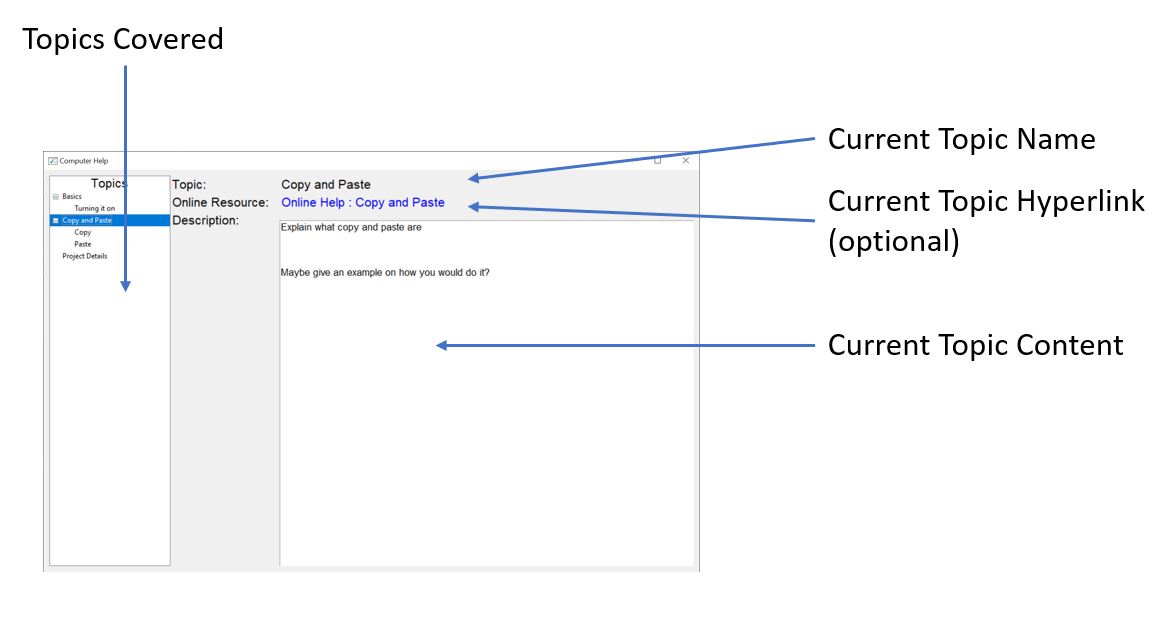 Topics Covered
Current Topic Name
Current Topic Hyperlink
(optional)
Current Topic Content
Computer Help
Topics
Basics
Turning it on
Copy and Paste
Copy
Paste
Project Details
Topic:
Copy and Paste
Online Resource:
Online Help : Copy and Paste
Description:
Explain what copy and paste are
Maybe give an example on how you would do it?